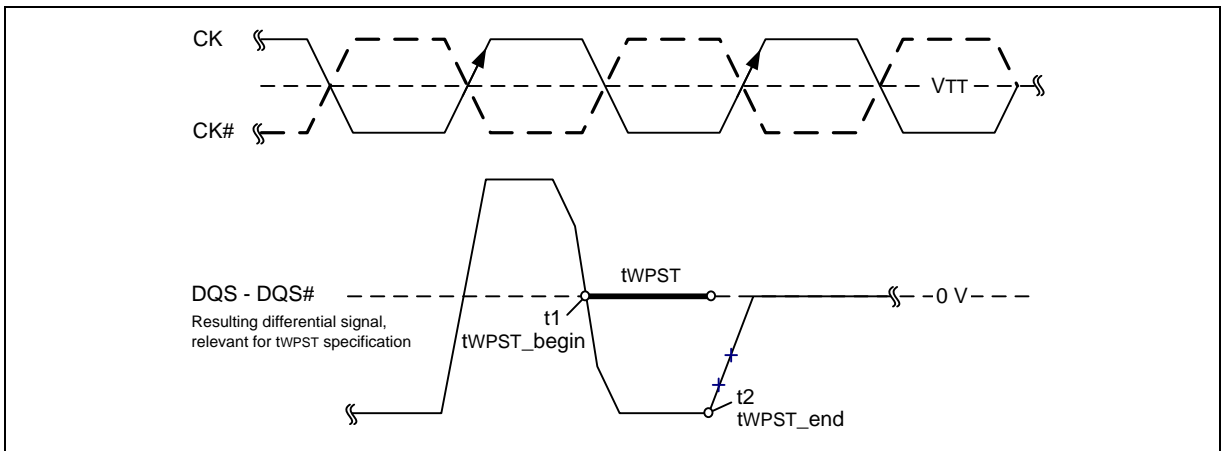 CK
VTT
CK#
tWPST
DQS - DQS#
0 V
t1
Resulting differential signal,
relevant for tWPST specification
tWPST_begin
t2
tWPST_end